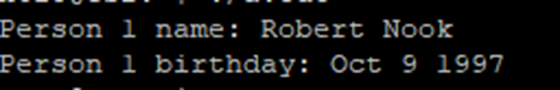 Person 1 name: Robert Nook
Person 1 birthday: Oct 9 1997